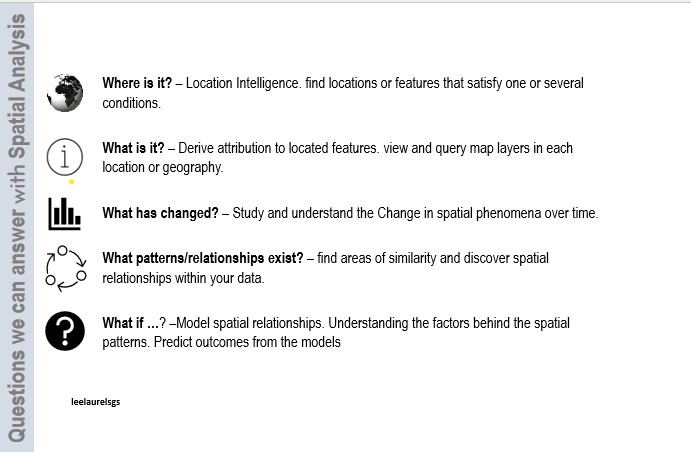 Questions we can answer with Spatial Analysis
Where is it? – Location Intelligence. find locations or features that satisfy one or several
conditions.
What is it? – Derive attribution to located features. view and query map layers in each
location or geography.
What has changed? – Study and understand the Change in spatial phenomena over time.
What patterns/relationships exist? – find areas of similarity and discover spatial
relationships within your data.
What if ...? –Model spatial relationships. Understanding the factors behind the spatial
patterns. Predict outcomes from the models
leelaurelsgs